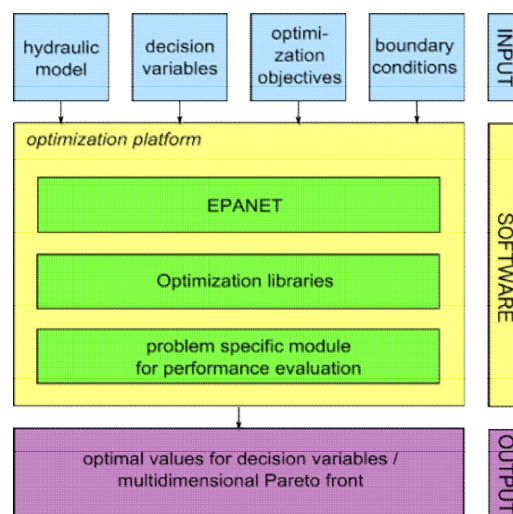 hydraulic
model
decision
variables
optimi-
zation
objectives
boundary
conditions
INPUT
optimization platform
EPANET
Optimization libraries
problem specific module
for performance evaluation
SOFTWARE
optimal values for decision variables /
multidimensional Pareto front
OUTPUT